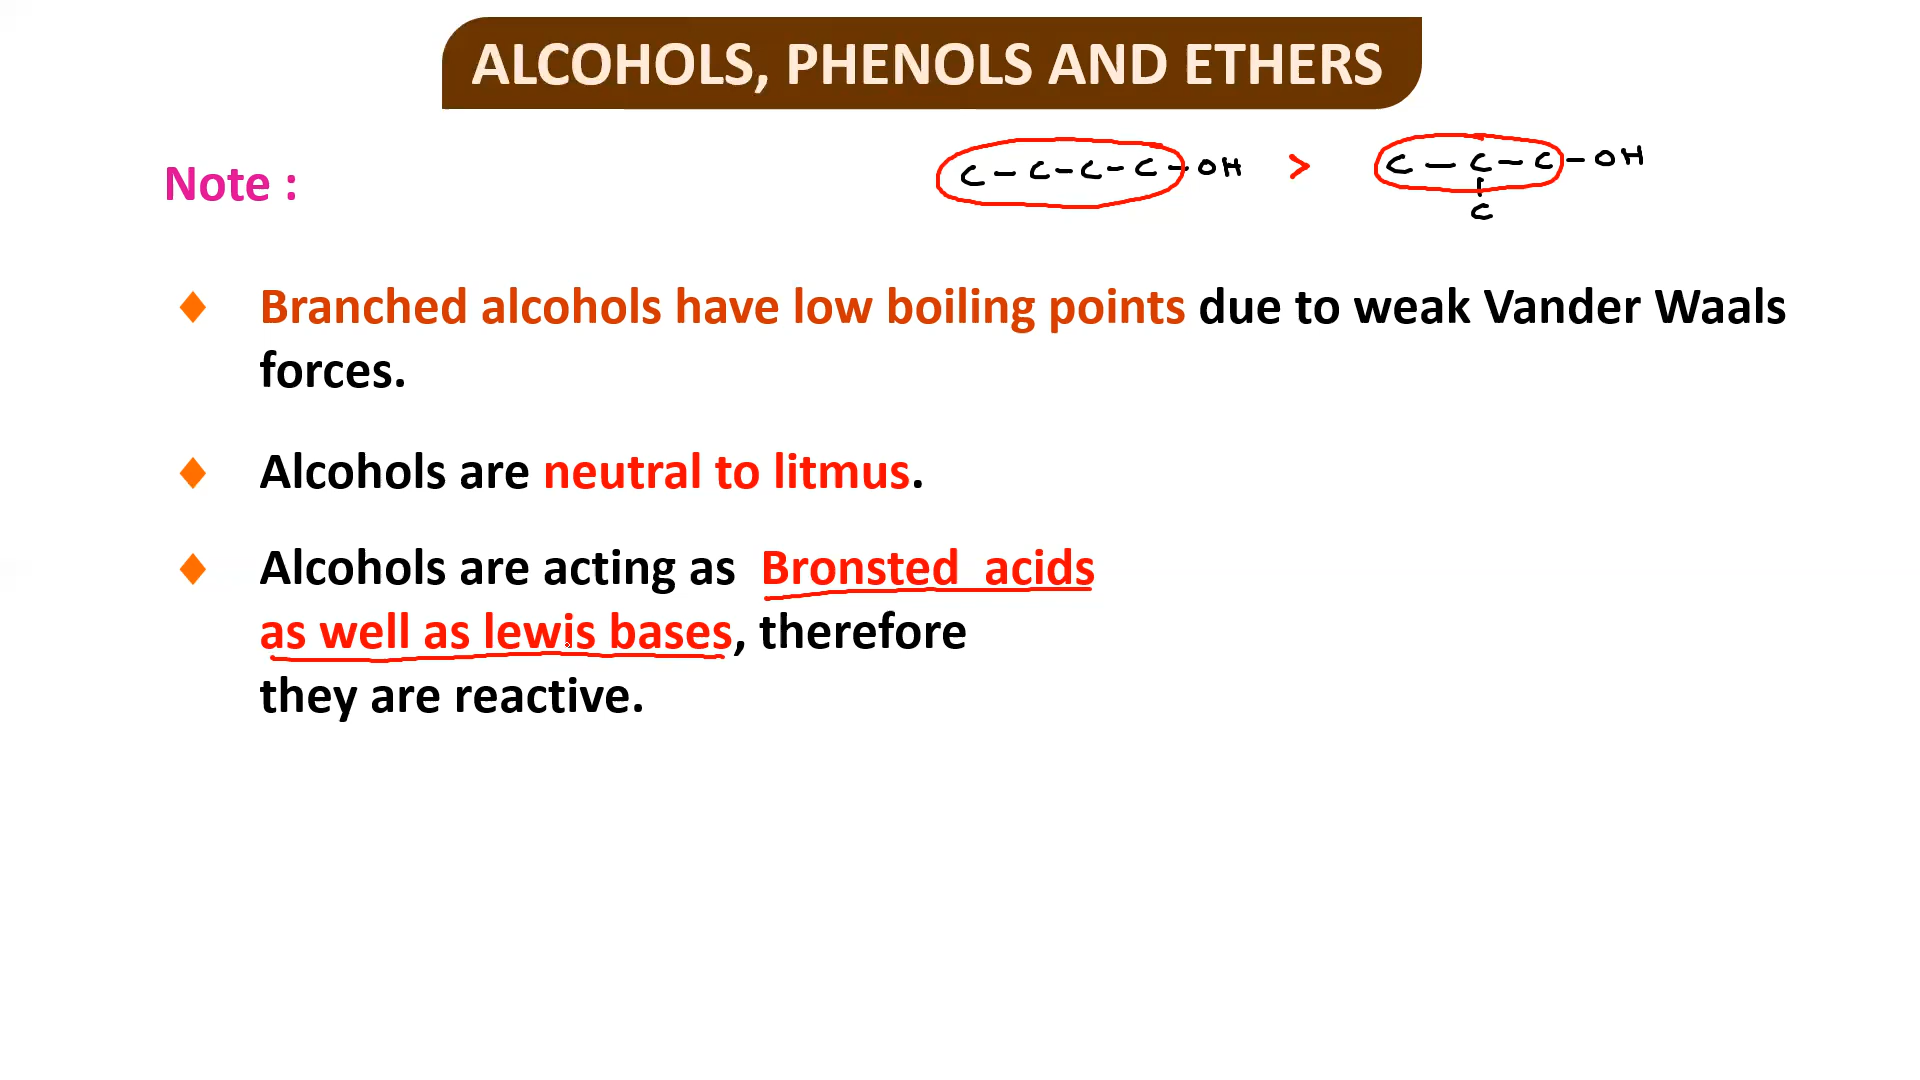 ALCOHOLS, PHENOLS AND ETHERS
C - C - C - C - OH > C - C - C - OH
C
Note :
Branched alcohols have low boiling points due to weak Vander Waals
forces.
Alcohols are neutral to litmus.
Alcohols are acting as Bronsted acids
as well as lewis bases, therefore
they are reactive.